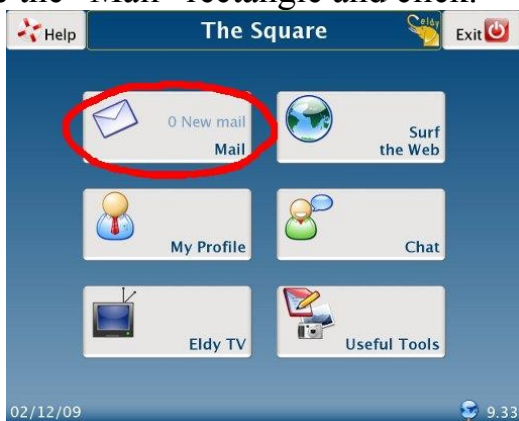 the "Mail" rectangle and click.
Help
The Square
Eldy
Exit
0 New mail
Mail
Surf
the Web
My Profile
Chat
Eldy TV
Useful Tools
02/12/09
9.33